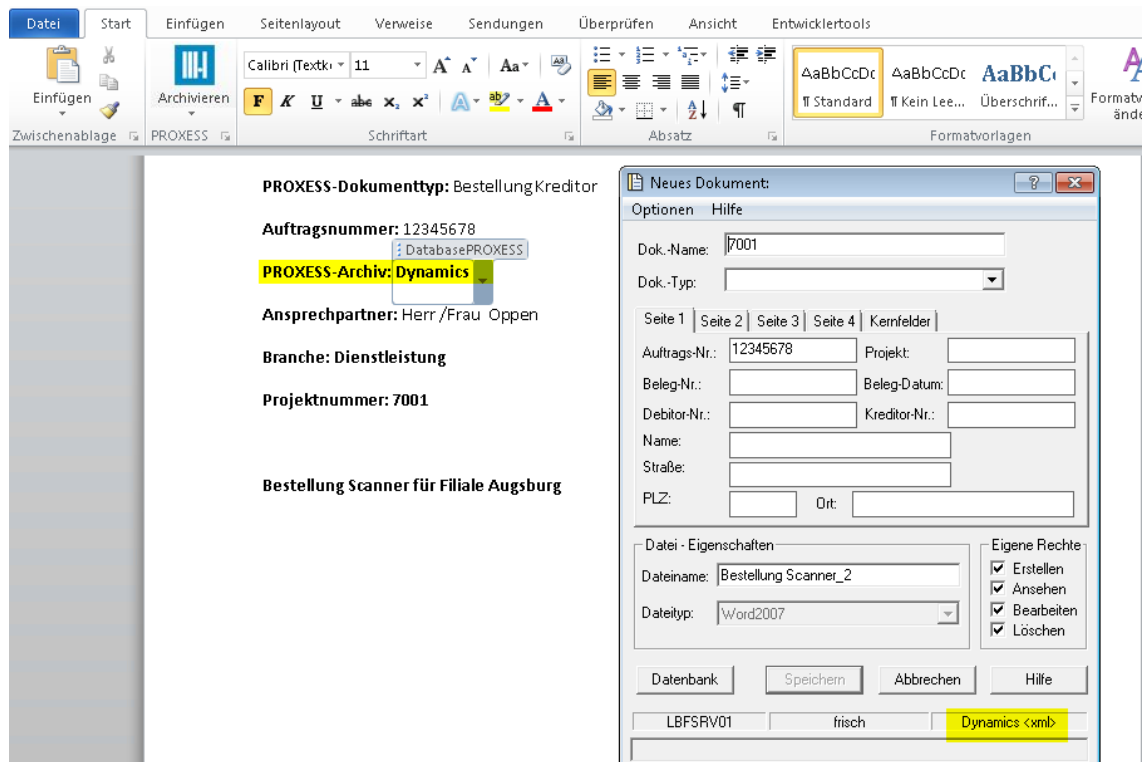 Datei Start Einfügen Seitenlayout Verweise Sendungen Überprüfen Ansicht Entwicklertools
Einfügen
Zwischenablage
Archivieren
PROXESS
Calibri (Textk 11 A A Aa
F K U abc x₂ x² A ab A
Schriftart
A Z ¶
Absatz
AaBbCcDc AaBbCcDc AaBbC
¶ Standard ¶ Kein Lee... Überschrif...
Formatv
ände
Formatvorlagen
PROXESS-Dokumenttyp: Bestellung Kreditor
Auftragsnummer: 12345678
DatabasePROXESS
PROXESS-Archiv: Dynamics
Ansprechpartner: Herr /Frau Oppen
Branche: Dienstleistung
Projektnummer: 7001
Bestellung Scanner für Filiale Augsburg
Neues Dokument:
Optionen Hilfe
Dok.-Name: 7001
Dok.-Typ:
Seite 1 Seite 2 Seite 3 Seite 4 Kernfelder
Auftrags-Nr.: 12345678 Projekt:
Beleg-Nr.: Beleg-Datum:
Debitor-Nr.: Kreditor-Nr.:
Name:
Straße:
PLZ: Ort:
Datei - Eigenschaften
Dateiname: Bestellung Scanner_2
Dateityp: Word2007
Eigene Rechte
Erstellen
Ansehen
Bearbeiten
Löschen
Datenbank Speichern Abbrechen Hilfe
LBFSRV01 frisch Dynamics <xml>